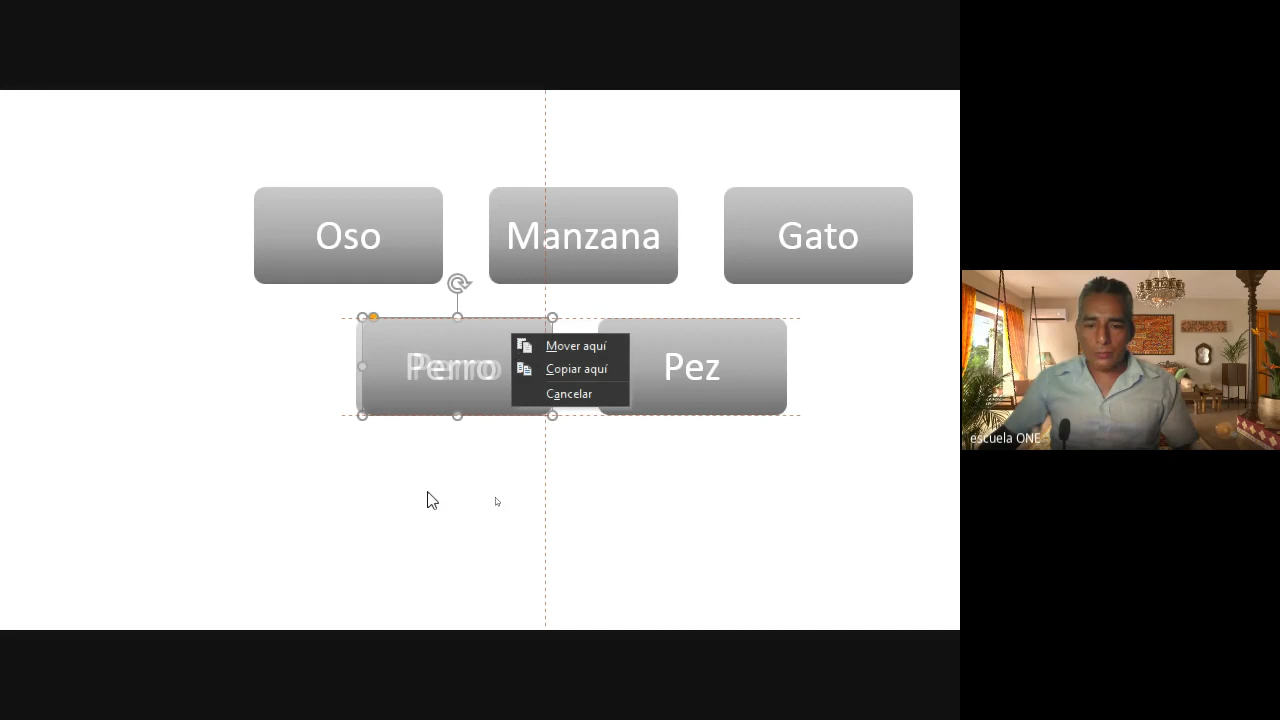 Oso
Manzana
Gato
Perro
Mover aquí
Copiar aquí
Cancelar
Pez
escuela ONE